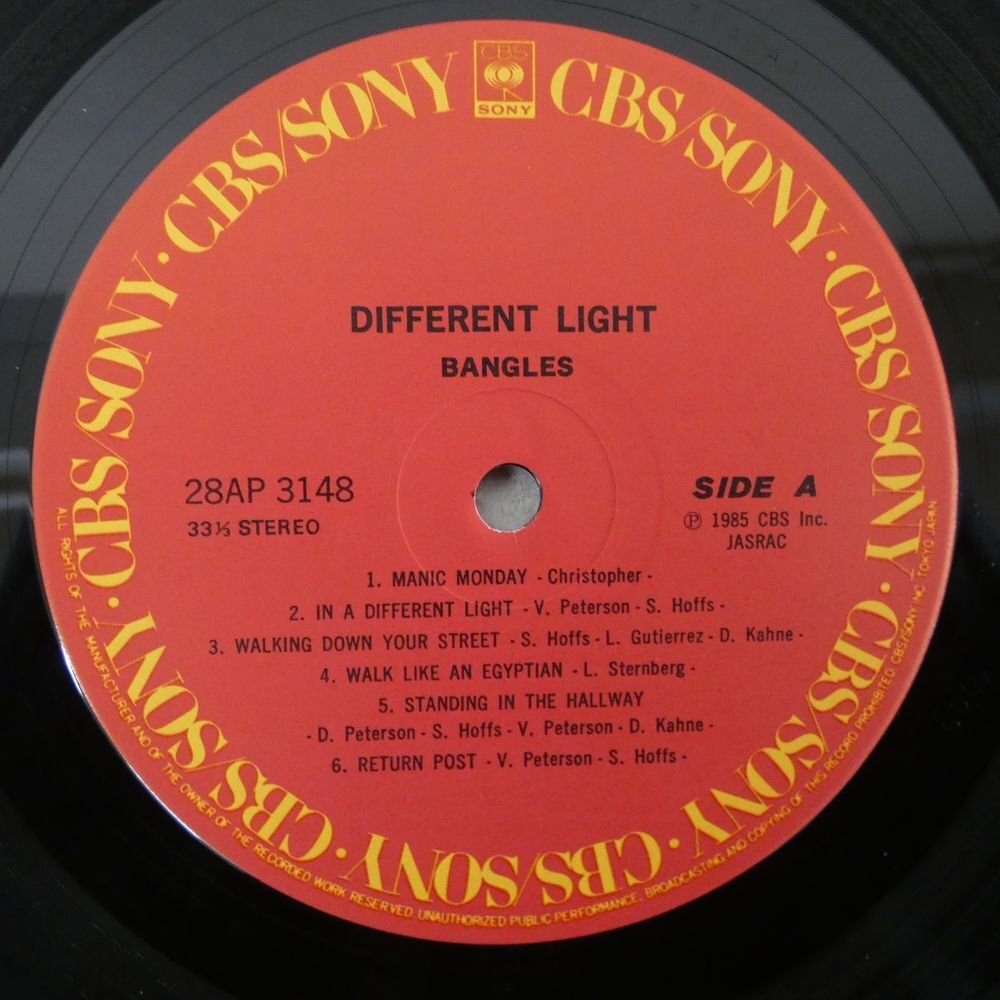 CBS
SONY
CBS/SONY · CBS/SONY · CBS/SONY · CBS/SONY · CBS/SONY · CBS/SONY · CBS/SONY · CBS/SONY
DIFFERENT LIGHT
BANGLES
28AP 3148
33⅓ STEREO
SIDE A
Ⓟ 1985 CBS Inc.
JASRAC
1. MANIC MONDAY - Christopher -
2. IN A DIFFERENT LIGHT - V. Peterson - S. Hoffs -
3. WALKING DOWN YOUR STREET - S. Hoffs - L. Gutierrez - D. Kahne -
4. WALK LIKE AN EGYPTIAN - L. Sternberg -
5. STANDING IN THE HALLWAY
- D. Peterson - S. Hoffs - V. Peterson - D. Kahne -
6. RETURN POST - V. Peterson - S. Hoffs -
ALL RIGHTS OF THE MANUFACTURER AND OF THE OWNER OF THE RECORDED WORK RESERVED. UNAUTHORIZED PUBLIC PERFORMANCE, BROADCASTING AND COPYING OF THIS RECORD PROHIBITED CBS/SONY INC. TOKYO JAPAN